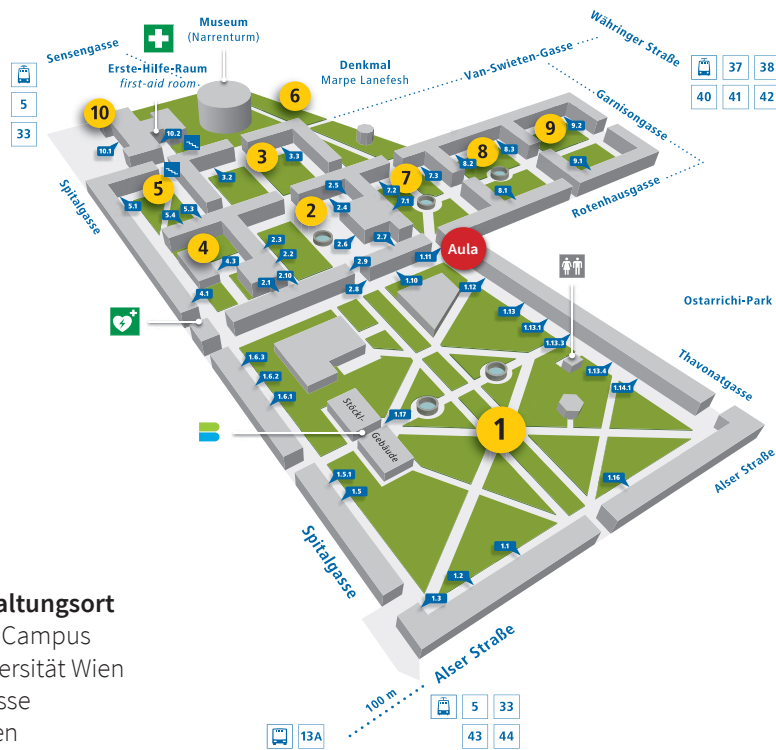 Museum
(Narrenturm)
Sensengasse
Erste-Hilfe-Raum
first-aid room
Denkmal
Marpe Lanefesh
Van-Swieten-Gasse
Währinger Straße
Garnisongasse
Rotenhausgasse
5
33
37
38
40
41
42
10
10.1
10.2
6
3
3.2
3.3
5
5.1
5.4
5.3
Spitalgasse
9
9.2
9.1
8
8.2
8.3
8.1
7
7.3
7.2
7.1
2
2.5
2.4
2.6
2.7
2.3
2.2
2.1
2.10
2.9
2.8
4
4.3
4.1
Aula
1.11
1.10
1.12
1.13
1.13.1
1.13.3
1.13.4
1.14.1
Ostarrichi-Park
Thavonatgasse
1.6.3
1.6.2
1.6.1
Stöckl-
Gebäude
1.17
1
1.5.1
1.5
1.16
Alser Straße
Spitalgasse
1.1
1.2
1.3
Alser Straße
100 m
13A
5
33
43
44
altungsort
Campus
ersität Wien
sse
en